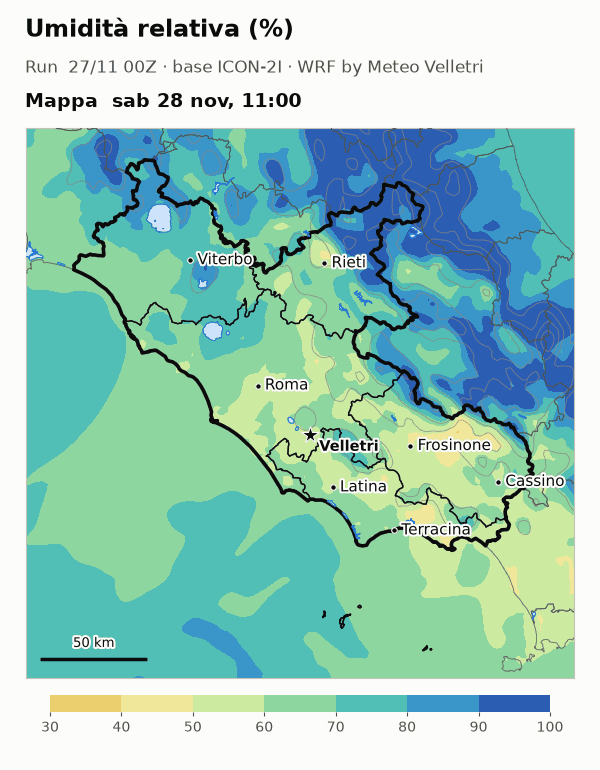 Umidità relativa (%)
Run  27/11 00Z · base ICON-2I · WRF by Meteo Velletri
Mappa  sab 28 nov, 11:00
Viterbo
Rieti
Roma
Velletri
Frosinone
Cassino
Latina
Terracina
50 km
30 40 50 60 70 80 90 100